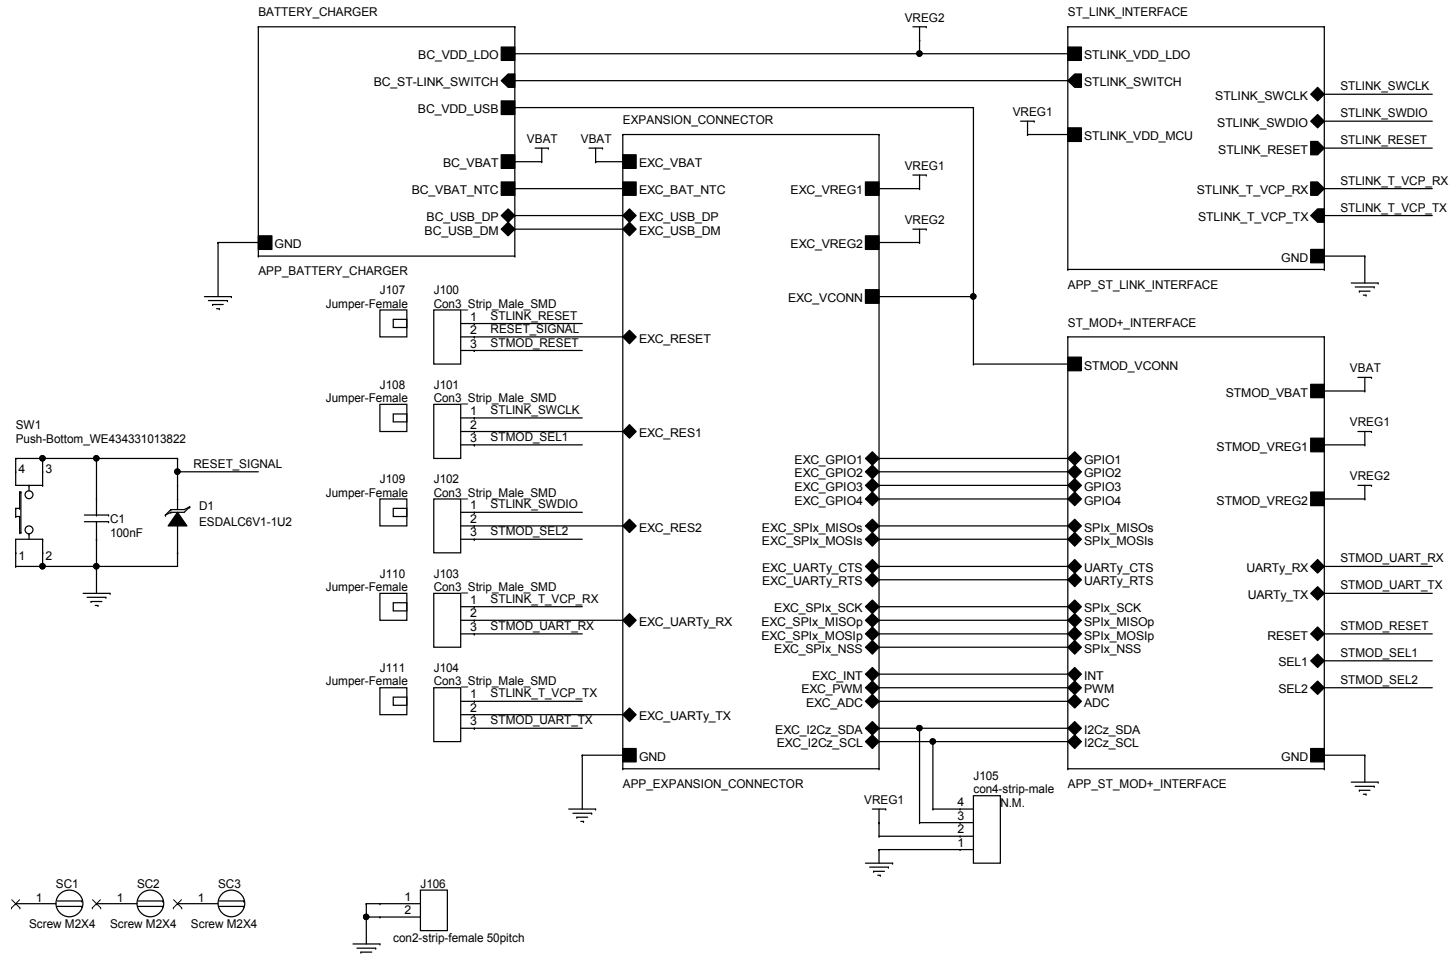 BATTERY_CHARGER
BC_VDD_LDO
BC_ST-LINK_SWITCH
BC_VDD_USB
BC_VBAT
BC_VBAT_NTC
BC_USB_DP
BC_USB_DM
GND
APP_BATTERY_CHARGER
VREG2
VBAT
VBAT
EXPANSION_CONNECTOR
EXC_VBAT
EXC_BAT_NTC
EXC_USB_DP
EXC_USB_DM
EXC_RESET
EXC_RES1
EXC_RES2
EXC_UARTy_RX
EXC_UARTy_TX
GND
EXC_VREG1
VREG1
EXC_VREG2
VREG2
EXC_VCONN
EXC_GPIO1
EXC_GPIO2
EXC_GPIO3
EXC_GPIO4
EXC_SPIx_MISOs
EXC_SPIx_MOSIs
EXC_UARTy_CTS
EXC_UARTy_RTS
EXC_SPIx_SCK
EXC_SPIx_MISOp
EXC_SPIx_MOSIp
EXC_SPIx_NSS
EXC_INT
EXC_PWM
EXC_ADC
EXC_I2Cz_SDA
EXC_I2Cz_SCL
APP_EXPANSION_CONNECTOR
ST_LINK_INTERFACE
STLINK_VDD_LDO
STLINK_SWITCH
VREG1
STLINK_VDD_MCU
STLINK_SWCLK
STLINK_SWCLK
STLINK_SWDIO
STLINK_SWDIO
STLINK_RESET
STLINK_RESET
STLINK_T_VCP_RX
STLINK_T_VCP_RX
STLINK_T_VCP_TX
STLINK_T_VCP_TX
GND
APP_ST_LINK_INTERFACE
ST_MOD+_INTERFACE
STMOD_VCONN
GPIO1
GPIO2
GPIO3
GPIO4
SPIx_MISOs
SPIx_MOSIs
UARTy_CTS
UARTy_RTS
SPIx_SCK
SPIx_MISOp
SPIx_MOSIp
SPIx_NSS
INT
PWM
ADC
I2Cz_SDA
I2Cz_SCL
VBAT
STMOD_VBAT
VREG1
STMOD_VREG1
VREG2
STMOD_VREG2
UARTy_RX
STMOD_UART_RX
UARTy_TX
STMOD_UART_TX
RESET
STMOD_RESET
SEL1
STMOD_SEL1
SEL2
STMOD_SEL2
GND
APP_ST_MOD+_INTERFACE
J107
Jumper-Female
J100
Con3_Strip_Male_SMD
1 STLINK_RESET
2 RESET_SIGNAL
3 STMOD_RESET
J108
Jumper-Female
J101
Con3_Strip_Male_SMD
1 STLINK_SWCLK
2
3 STMOD_SEL1
J109
Jumper-Female
J102
Con3_Strip_Male_SMD
1 STLINK_SWDIO
2
3 STMOD_SEL2
J110
Jumper-Female
J103
Con3_Strip_Male_SMD
1 STLINK_T_VCP_RX
2
3 STMOD_UART_RX
J111
Jumper-Female
J104
Con3_Strip_Male_SMD
1 STLINK_T_VCP_TX
2
3 STMOD_UART_TX
SW1
Push-Bottom_WE434331013822
4 3
1 2
C1
100nF
RESET_SIGNAL
D1
ESDALC6V1-1U2
J105
con4-strip-male
N.M.
VREG1
4
3
2
1
SC1
1
Screw M2X4
SC2
1
Screw M2X4
SC3
1
Screw M2X4
J106
1
2
con2-strip-female 50pitch